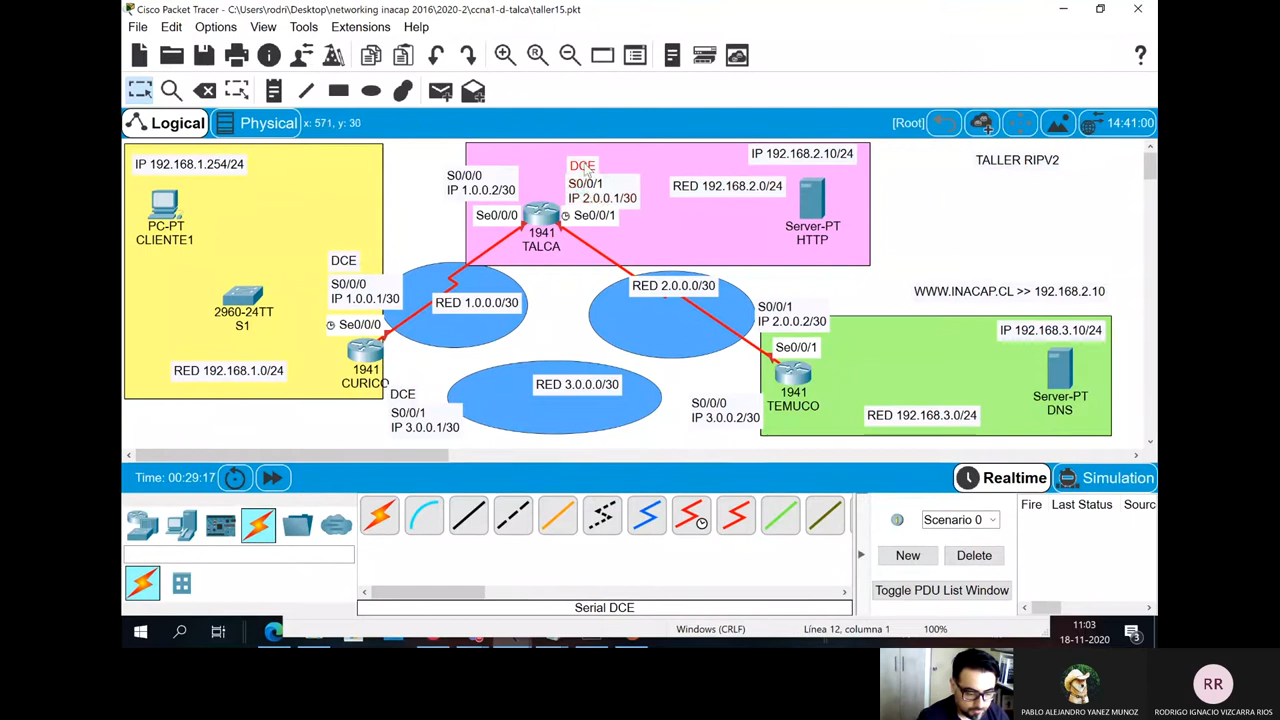 Cisco Packet Tracer - C:\Users\rodri\Desktop\networking inacap 2016\2020-2\ccna1-d-talca\taller15.pkt
File Edit Options View Tools Extensions Help
Logical Physical x: 571, y: 30 [Root] 14:41:00
IP 192.168.1.254/24
PC-PT
CLIENTE1
2960-24TT
S1
RED 192.168.1.0/24
DCE
S0/0/0
IP 1.0.0.1/30
Se0/0/0
1941
CURICO
DCE
S0/0/1
IP 3.0.0.1/30
S0/0/0
IP 1.0.0.2/30
Se0/0/0
1941
TALCA
DCE
S0/0/1
IP 2.0.0.1/30
Se0/0/1
IP 192.168.2.10/24
RED 192.168.2.0/24
Server-PT
HTTP
TALLER RIPV2
RED 1.0.0.0/30
RED 2.0.0.0/30
RED 3.0.0.0/30
WWW.INACAP.CL >> 192.168.2.10
S0/0/1
IP 2.0.0.2/30
Se0/0/1
1941
TEMUCO
S0/0/0
IP 3.0.0.2/30
IP 192.168.3.10/24
Server-PT
DNS
RED 192.168.3.0/24
Time: 00:29:17 Realtime Simulation
Scenario 0
New Delete
Toggle PDU List Window
Fire Last Status Sourc
Serial DCE
Windows (CRLF) Línea 12, columna 1 100%
11:03
18-11-2020
3
RR
PABLO ALEJANDRO YANEZ MUNOZ
RODRIGO IGNACIO VIZCARRA RIOS